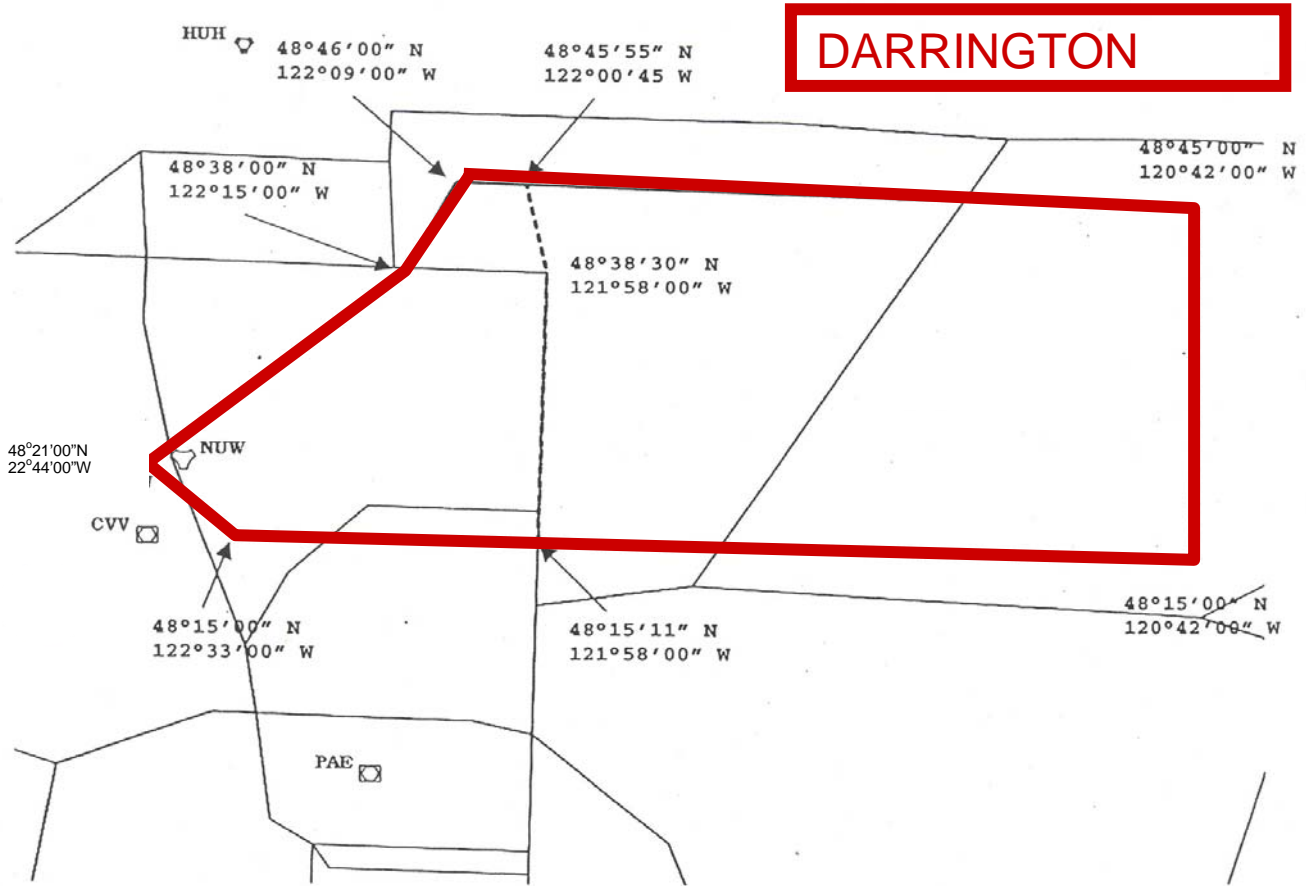 DARRINGTON
HUH
48°46'00" N
122°09'00" W
48°45'55" N
122°00'45 W
48°45'00" N
120°42'00" W
48°38'00" N
122°15'00" W
48°38'30" N
121°58'00" W
48°21'00"N
22°44'00"W
NUW
CVV
48°15'00" N
122°33'00" W
48°15'11" N
121°58'00" W
48°15'00" N
120°42'00" W
PAE